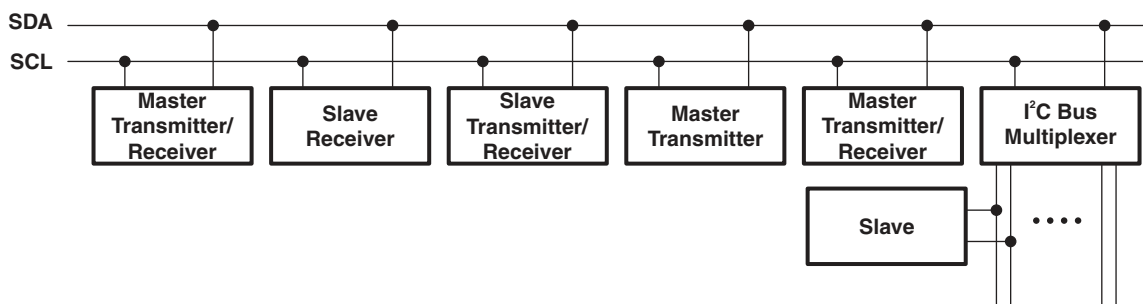 SDA
SCL
Master
Transmitter/
Receiver
Slave
Receiver
Slave
Transmitter/
Receiver
Master
Transmitter
Master
Transmitter/
Receiver
I²C Bus
Multiplexer
Slave